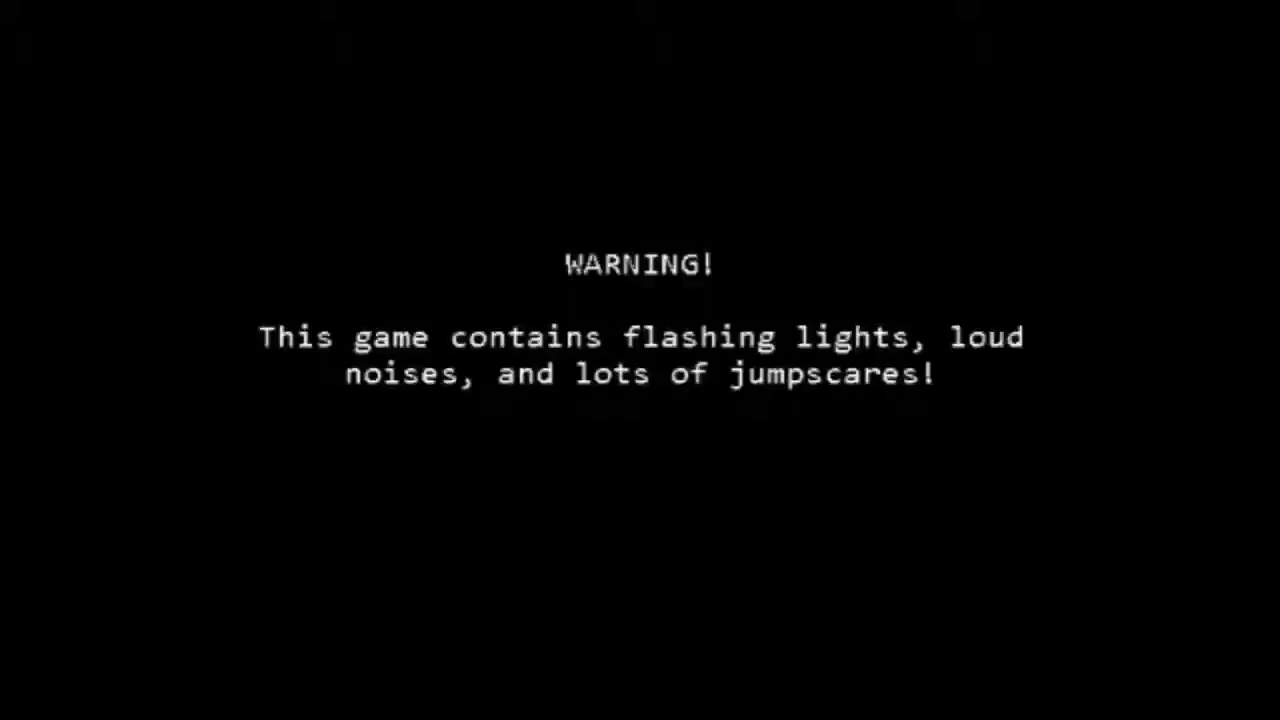 WARNING!
This game contains flashing lights, loud
noises, and lots of jumpscares!